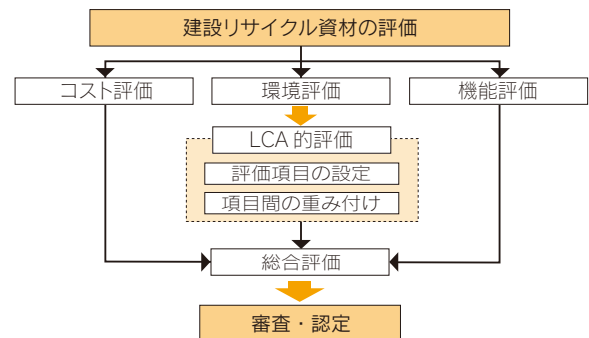 建設リサイクル資材の評価
コスト評価
環境評価
機能評価
LCA 的評価
評価項目の設定
項目間の重み付け
総合評価
審査・認定